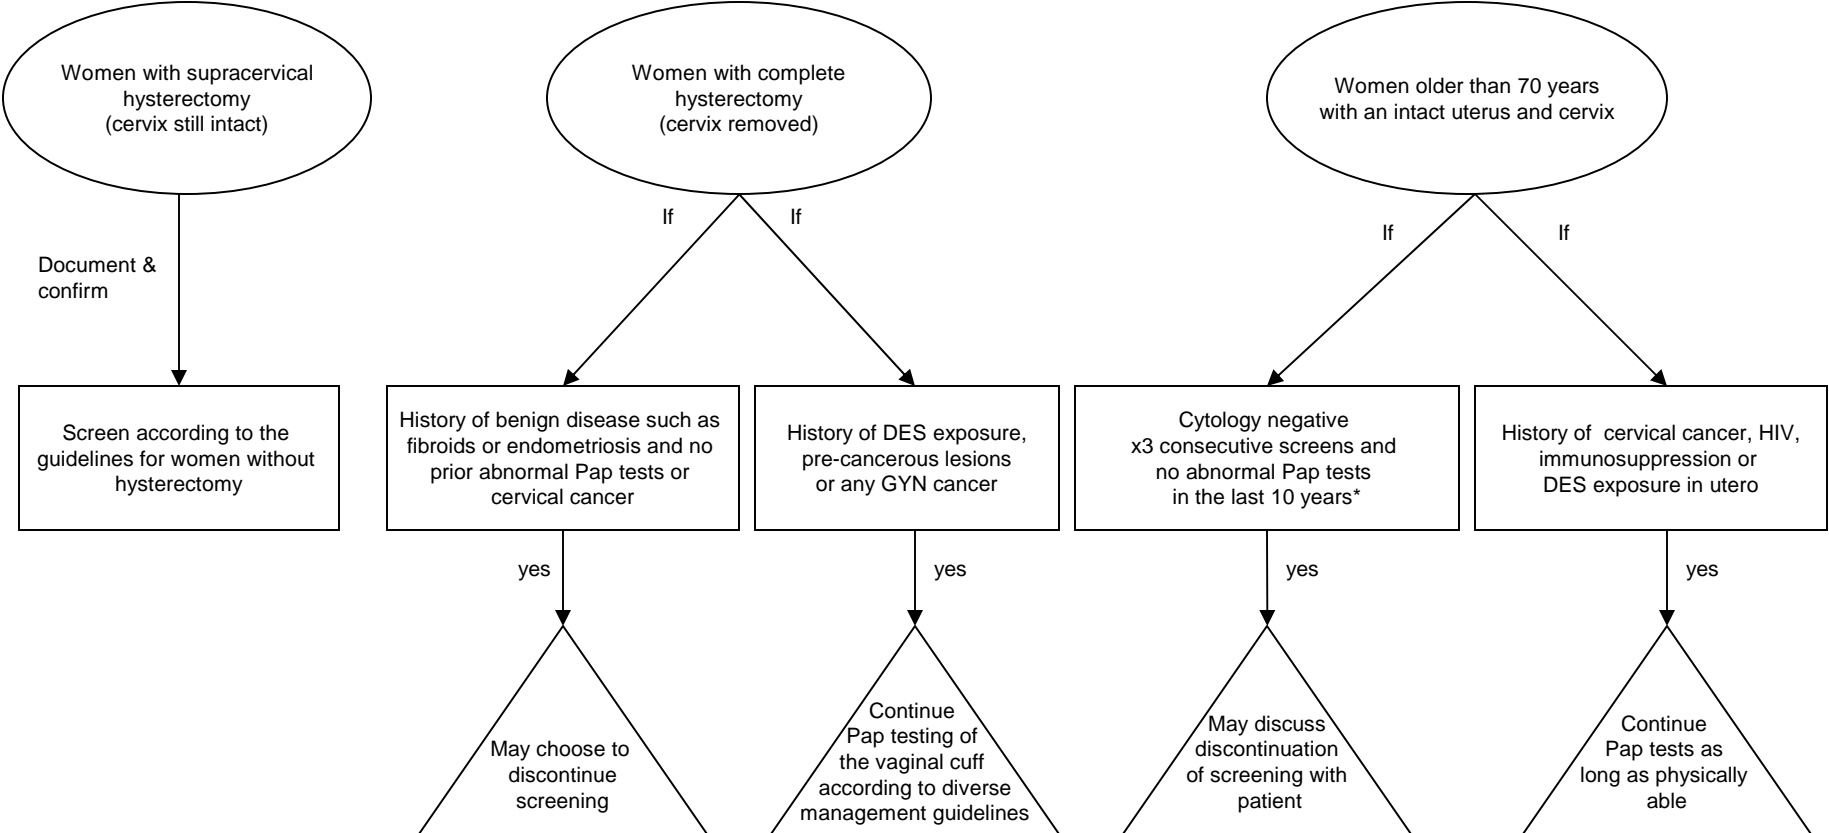 Women with supracervical
hysterectomy
(cervix still intact)
Women with complete
hysterectomy
(cervix removed)
Women older than 70 years
with an intact uterus and cervix
If
If
If
If
Document &
confirm
Screen according to the
guidelines for women without
hysterectomy
History of benign disease such as
fibroids or endometriosis and no
prior abnormal Pap tests or
cervical cancer
History of DES exposure,
pre-cancerous lesions
or any GYN cancer
Cytology negative
x3 consecutive screens and
no abnormal Pap tests
in the last 10 years*
History of  cervical cancer, HIV,
immunosuppression or
DES exposure in utero
yes
yes
yes
yes
May choose to
discontinue
screening
Continue
Pap testing of
the vaginal cuff
according to diverse
management guidelines
May discuss
discontinuation
of screening with
patient
Continue
Pap tests as
long as physically
able